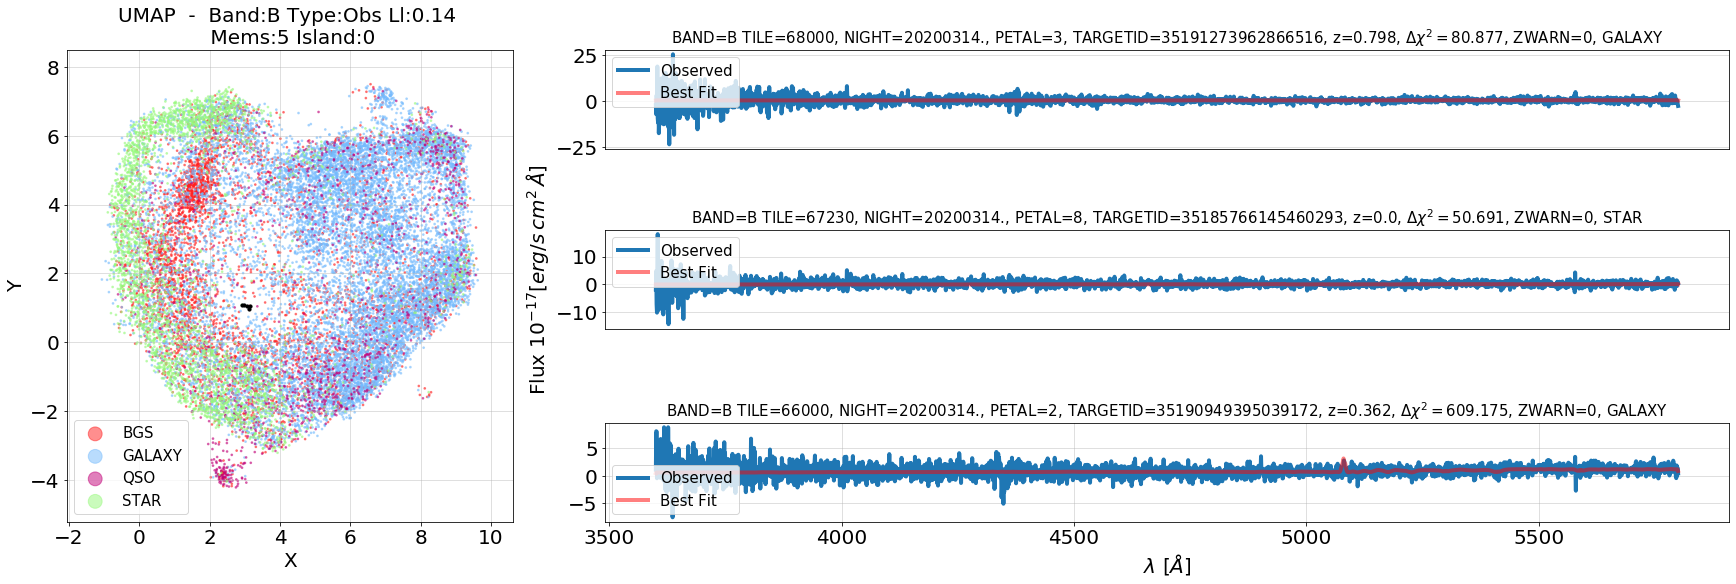 UMAP  -  Band:B Type:Obs Ll:0.14
Mems:5 Island:0
8
6
4
2
0
−2
−4
Y
BGS
GALAXY
QSO
STAR
−2 0 2 4 6 8 10
X
Flux 10⁻¹⁷[erg/s cm² Å]
BAND=B TILE=68000, NIGHT=20200314., PETAL=3, TARGETID=35191273962866516, z=0.798, Δχ² = 80.877, ZWARN=0, GALAXY
25
0
−25
Observed
Best Fit
BAND=B TILE=67230, NIGHT=20200314., PETAL=8, TARGETID=35185766145460293, z=0.0, Δχ² = 50.691, ZWARN=0, STAR
10
0
−10
Observed
Best Fit
BAND=B TILE=66000, NIGHT=20200314., PETAL=2, TARGETID=35190949395039172, z=0.362, Δχ² = 609.175, ZWARN=0, GALAXY
5
0
−5
Observed
Best Fit
3500 4000 4500 5000 5500
λ [Å]